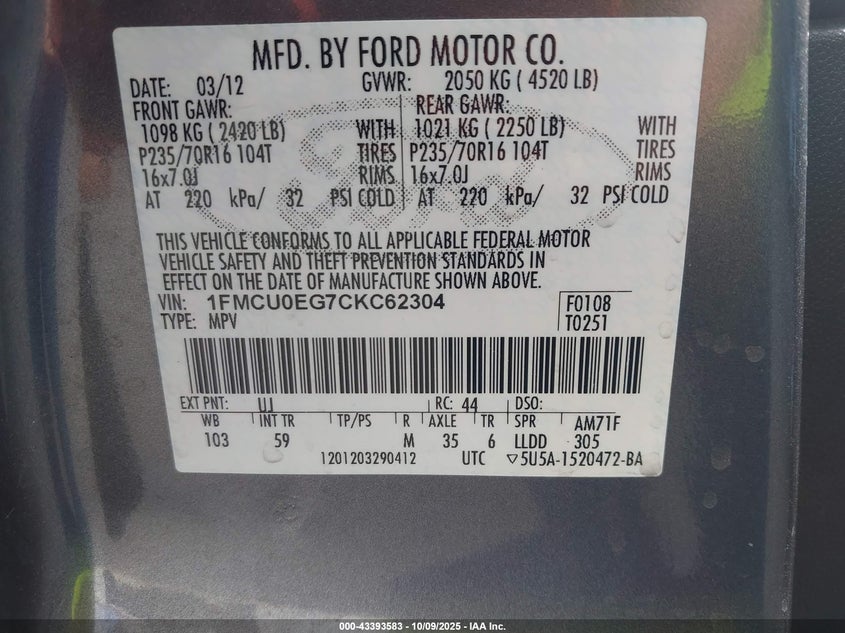 MFD. BY FORD MOTOR CO.
DATE: 03/12 GVWR: 2050 KG ( 4520 LB)
FRONT GAWR: REAR GAWR:
1098 KG ( 2420 LB) WITH 1021 KG ( 2250 LB) WITH
P235/70R16 104T TIRES P235/70R16 104T TIRES
16x7.0J RIMS 16x7.0J RIMS
AT 220 kPa/ 32 PSI COLD AT 220 kPa/ 32 PSI COLD
Ford
THIS VEHICLE CONFORMS TO ALL APPLICABLE FEDERAL MOTOR
VEHICLE SAFETY AND THEFT PREVENTION STANDARDS IN
EFFECT ON THE DATE OF MANUFACTURE SHOWN ABOVE.
VIN: 1FMCU0EG7CKC62304 F0108
TYPE: MPV T0251
EXT PNT: UJ RC: 44 DSO:
WB INT TR TP/PS R AXLE TR SPR AM71F
103 59 M 35 6 LLDD 305
1201203290412 UTC ▽5U5A-1520472-BA
000-43393583 - 10/09/2025 - IAA Inc.